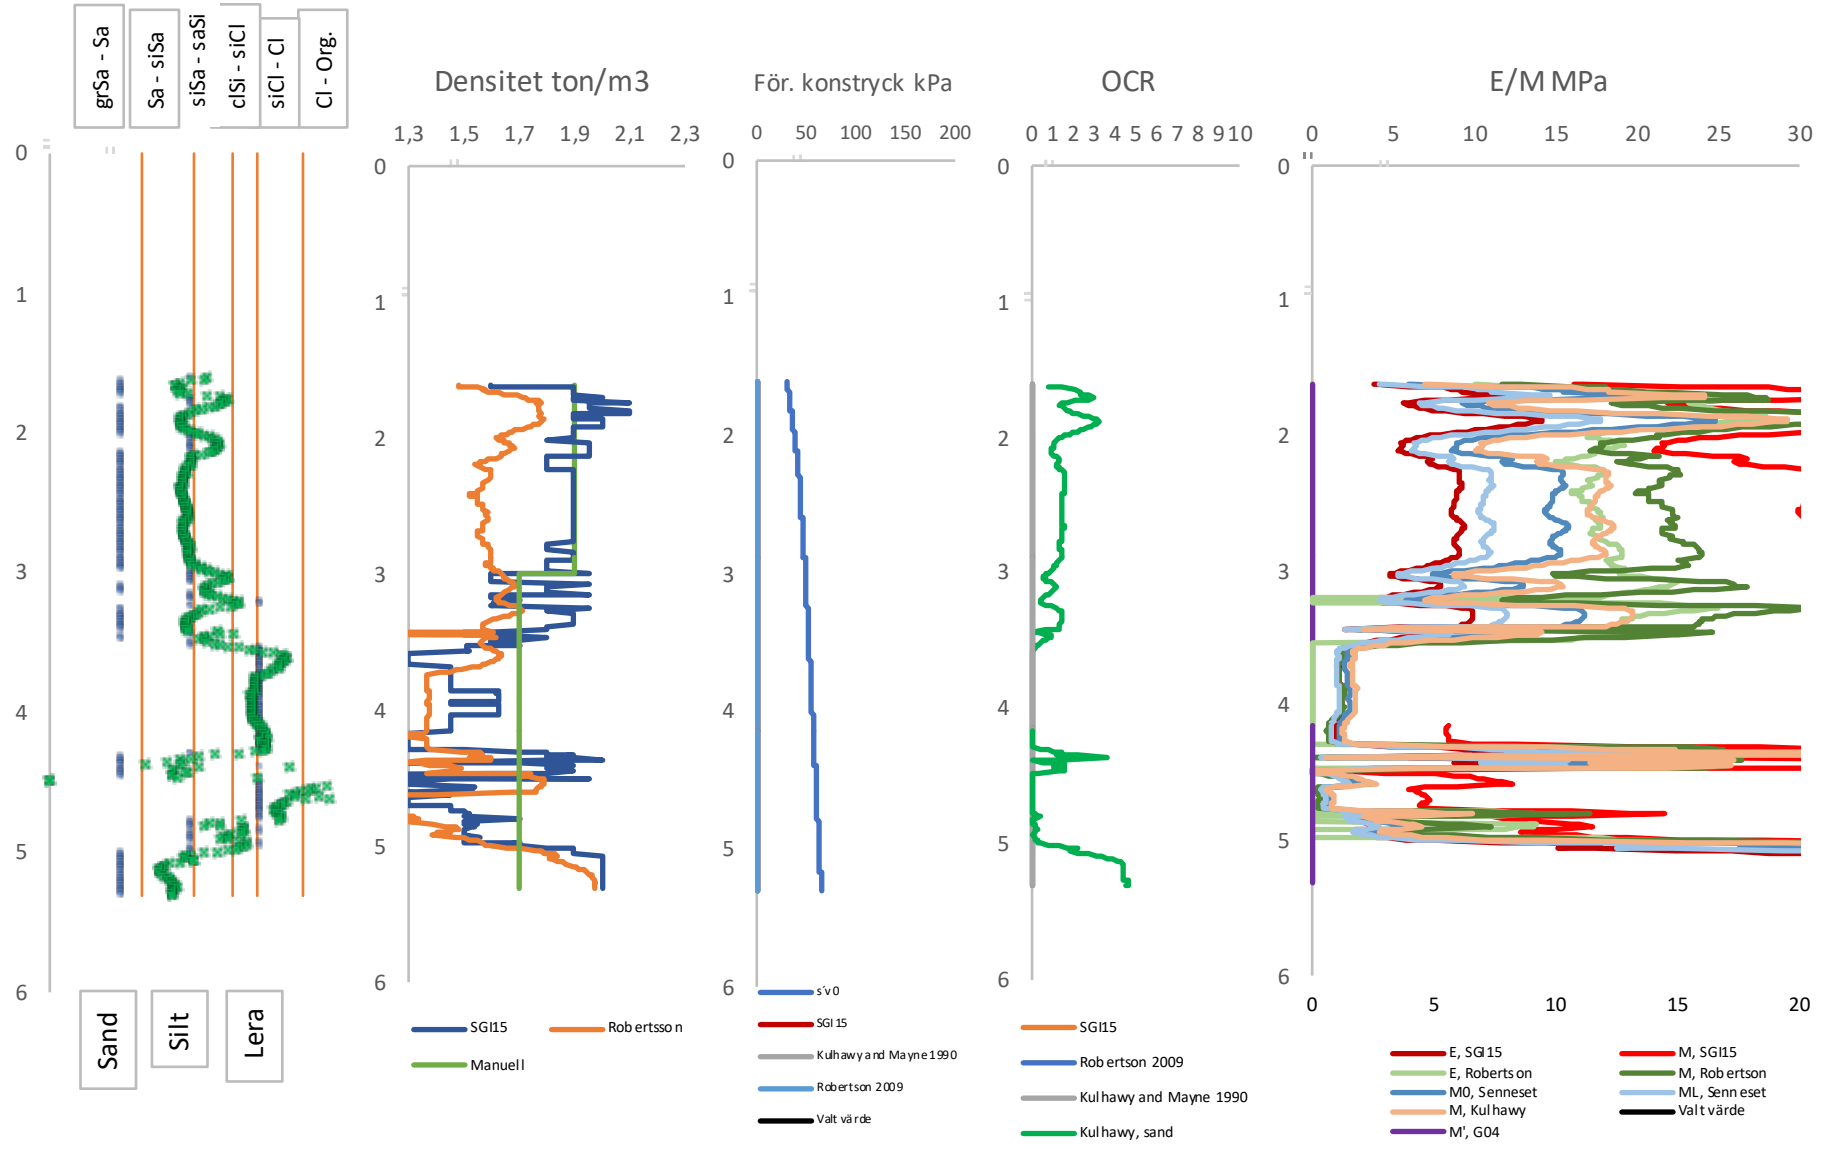 grSa - Sa
Sa - siSa
siSa - saSi
clSi - siCl
siCl - Cl
Cl - Org.
0
1
2
3
4
5
6
Sand
Silt
Lera
Densitet ton/m3
1,3 1,5 1,7 1,9 2,1 2,3
0
1
2
3
4
5
6
SGI15
Robertsson
Manuell
För. konstryck kPa
0 50 100 150 200
0
1
2
3
4
5
6
s'v0
SGI15
Kulhawy and Mayne 1990
Robertson 2009
Valt värde
OCR
0 1 2 3 4 5 6 7 8 9 10
0
1
2
3
4
5
6
SGI15
Robertson 2009
Kulhawy and Mayne 1990
Kulhawy, sand
E/M MPa
0 5 10 15 20 25 30
0
1
2
3
4
5
6
0 5 10 15 20
E, SGI15
M, SGI15
E, Robertson
M, Robertson
M0, Senneset
ML, Senneset
M, Kulhawy
Valt värde
M', G04